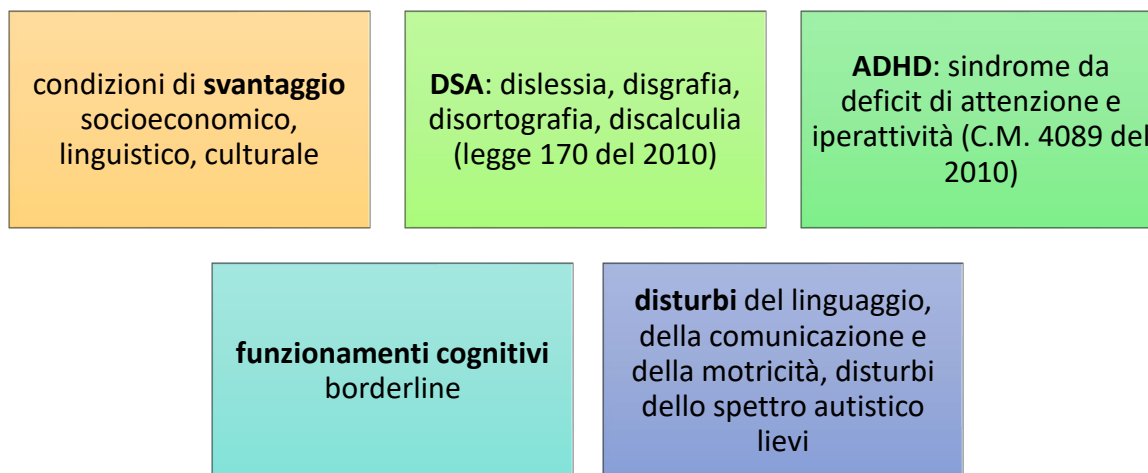 condizioni di svantaggio
socioeconomico,
linguistico, culturale
DSA: dislessia, disgrafia,
disortografia, discalculia
(legge 170 del 2010)
ADHD: sindrome da
deficit di attenzione e
iperattività (C.M. 4089 del
2010)
funzionamenti cognitivi
borderline
disturbi del linguaggio,
della comunicazione e
della motricità, disturbi
dello spettro autistico
lievi